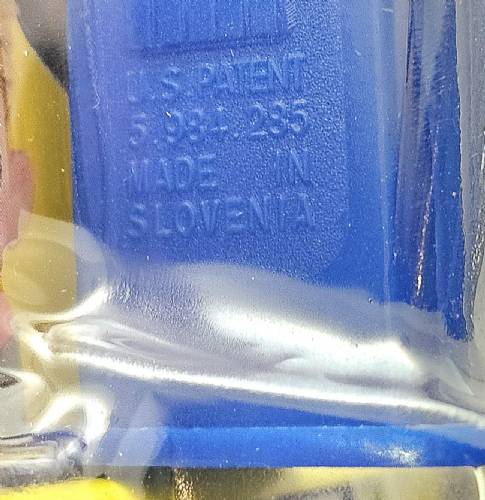 U.S. PATENT
5,984,285
MADE IN
SLOVENIA